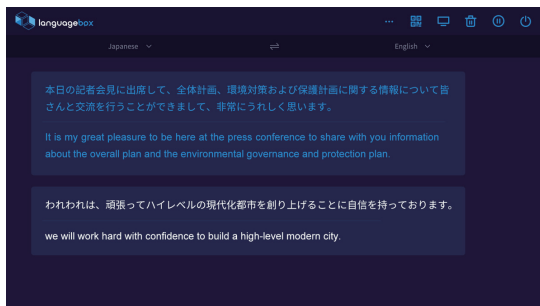 languagebox
Japanese
English
本日の記者会見に出席して、全体計画、環境対策および保護計画に関する情報について皆
さんと交流を行うことができまして、非常にうれしく思います。
It is my great pleasure to be here at the press conference to share with you information
about the overall plan and the environmental governance and protection plan.
われわれは、頑張ってハイレベルの現代化都市を創り上げることに自信を持っております。
we will work hard with confidence to build a high-level modern city.